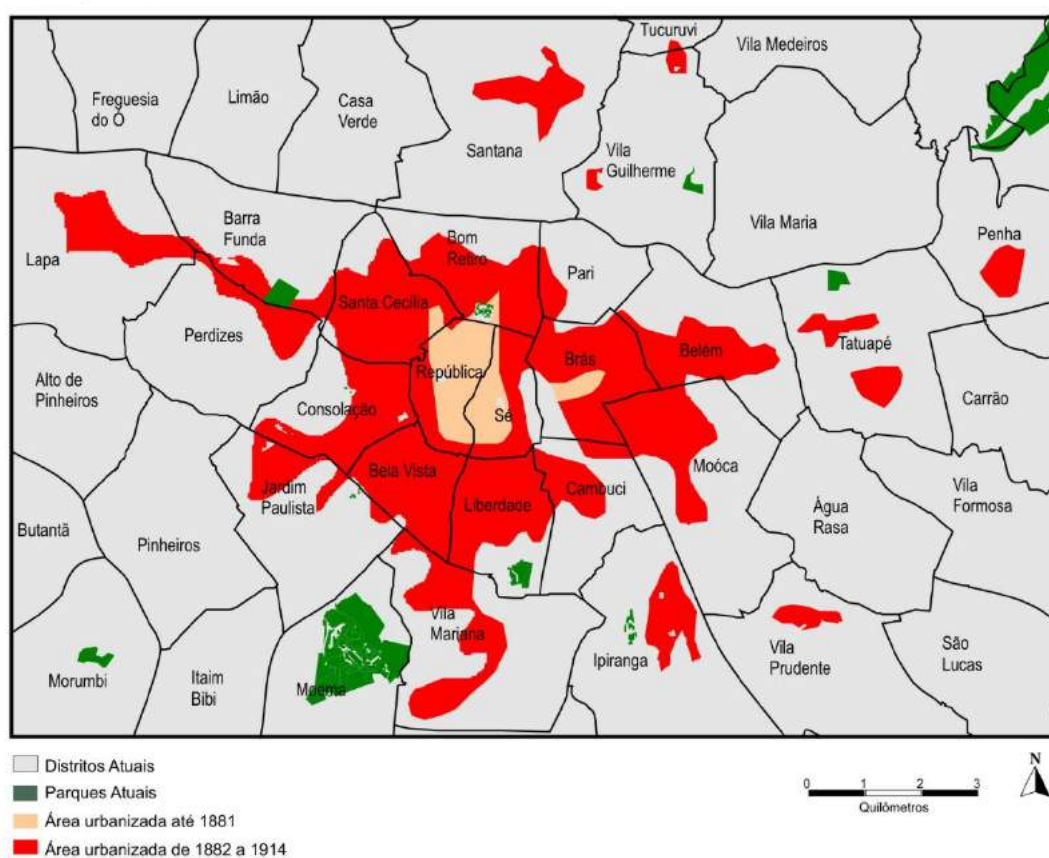 Tucuruvi
Vila Medeiros
Freguesia
do Ó
Limão
Casa
Verde
Santana
Vila
Guilherme
Vila Maria
Penha
Lapa
Barra
Funda
Bom
Retiro
Pari
Santa Cecília
Perdizes
República
Brás
Belém
Tatuapé
Alto de
Pinheiros
Consolação
Sé
Carrão
Jardim
Paulista
Bela Vista
Liberdade
Cambuci
Moóca
Água
Rasa
Vila
Formosa
Butantã
Pinheiros
Vila
Mariana
Morumbi
Itaim
Bibi
Moema
Ipiranga
Vila
Prudente
São
Lucas
Distritos Atuais
Parques Atuais
Área urbanizada até 1881
Área urbanizada de 1882 a 1914
0 1 2 3
Quilômetros
N